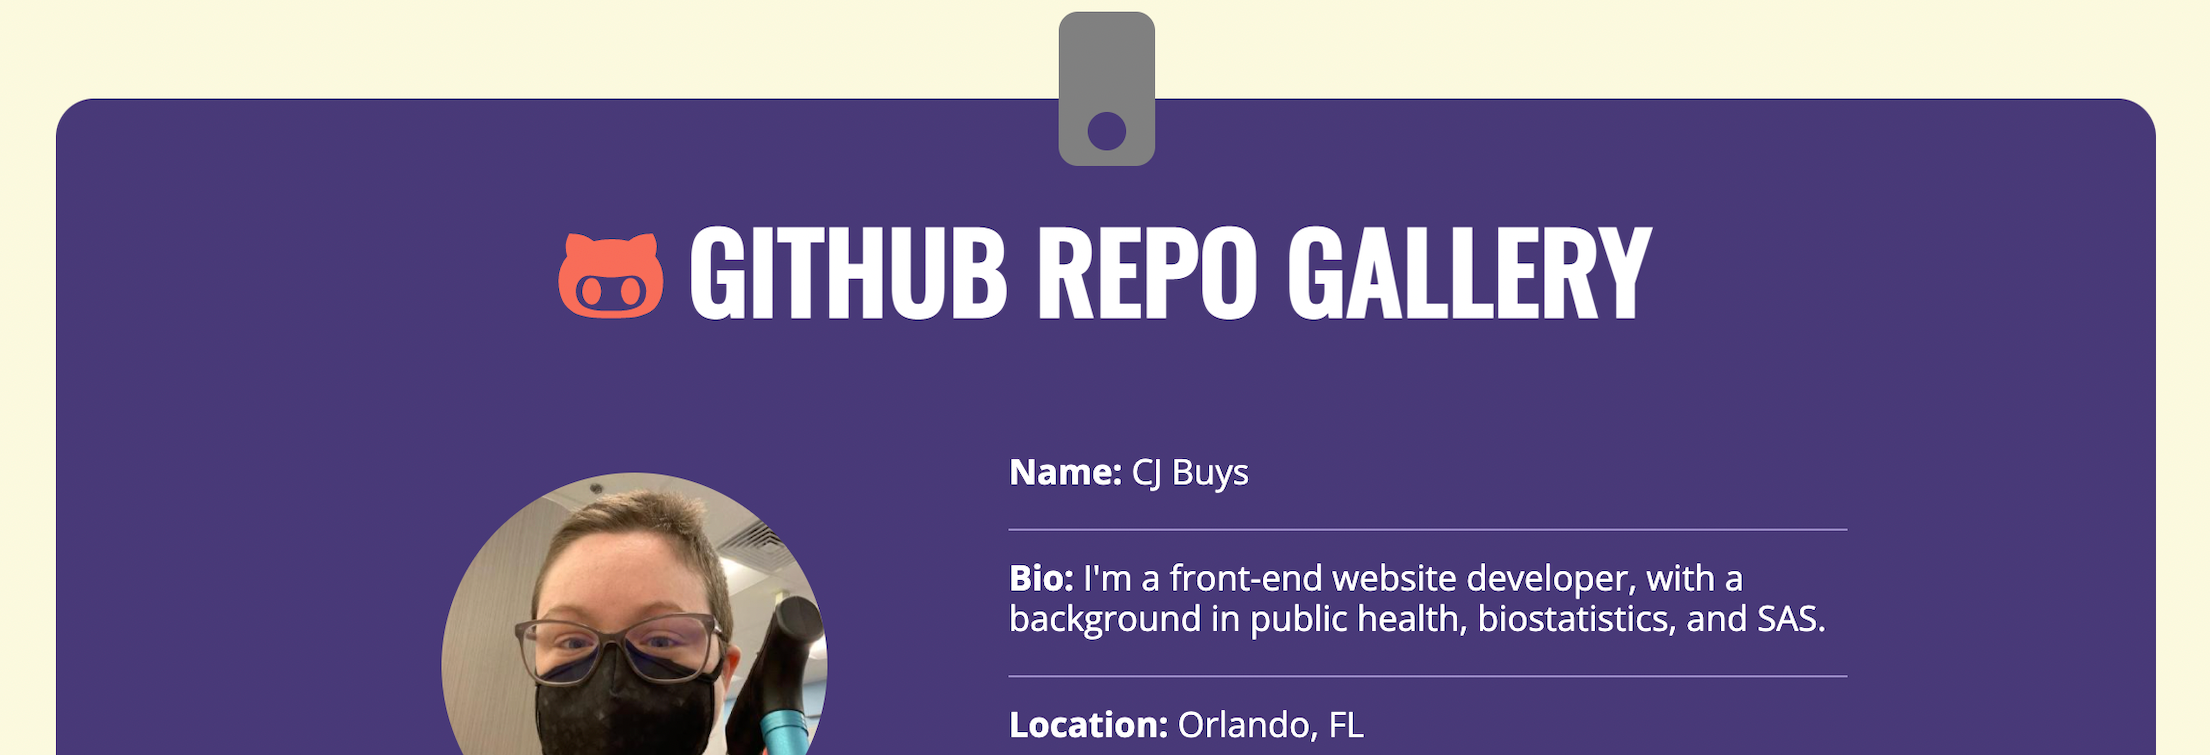 GITHUB REPO GALLERY
Name: CJ Buys
Bio: I'm a front-end website developer, with a
background in public health, biostatistics, and SAS.
Location: Orlando, FL